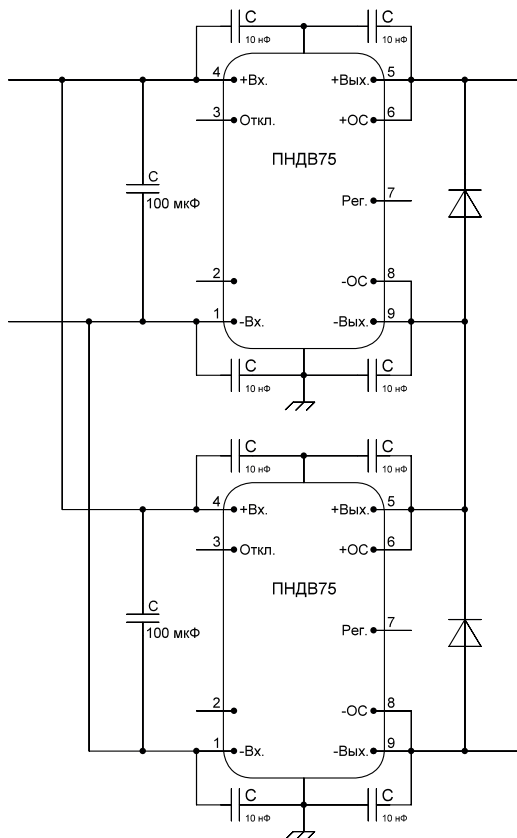 C C
10 нФ 10 нФ
4 +Вх. +Вых. 5
3 Откл. +ОС 6
ПНДВ75
C
100 мкФ
Рег. 7
2 -ОС 8
1 -Вх. -Вых. 9
C C
10 нФ 10 нФ
C C
10 нФ 10 нФ
4 +Вх. +Вых. 5
3 Откл. +ОС 6
ПНДВ75
C
100 мкФ
Рег. 7
2 -ОС 8
1 -Вх. -Вых. 9
C C
10 нФ 10 нФ